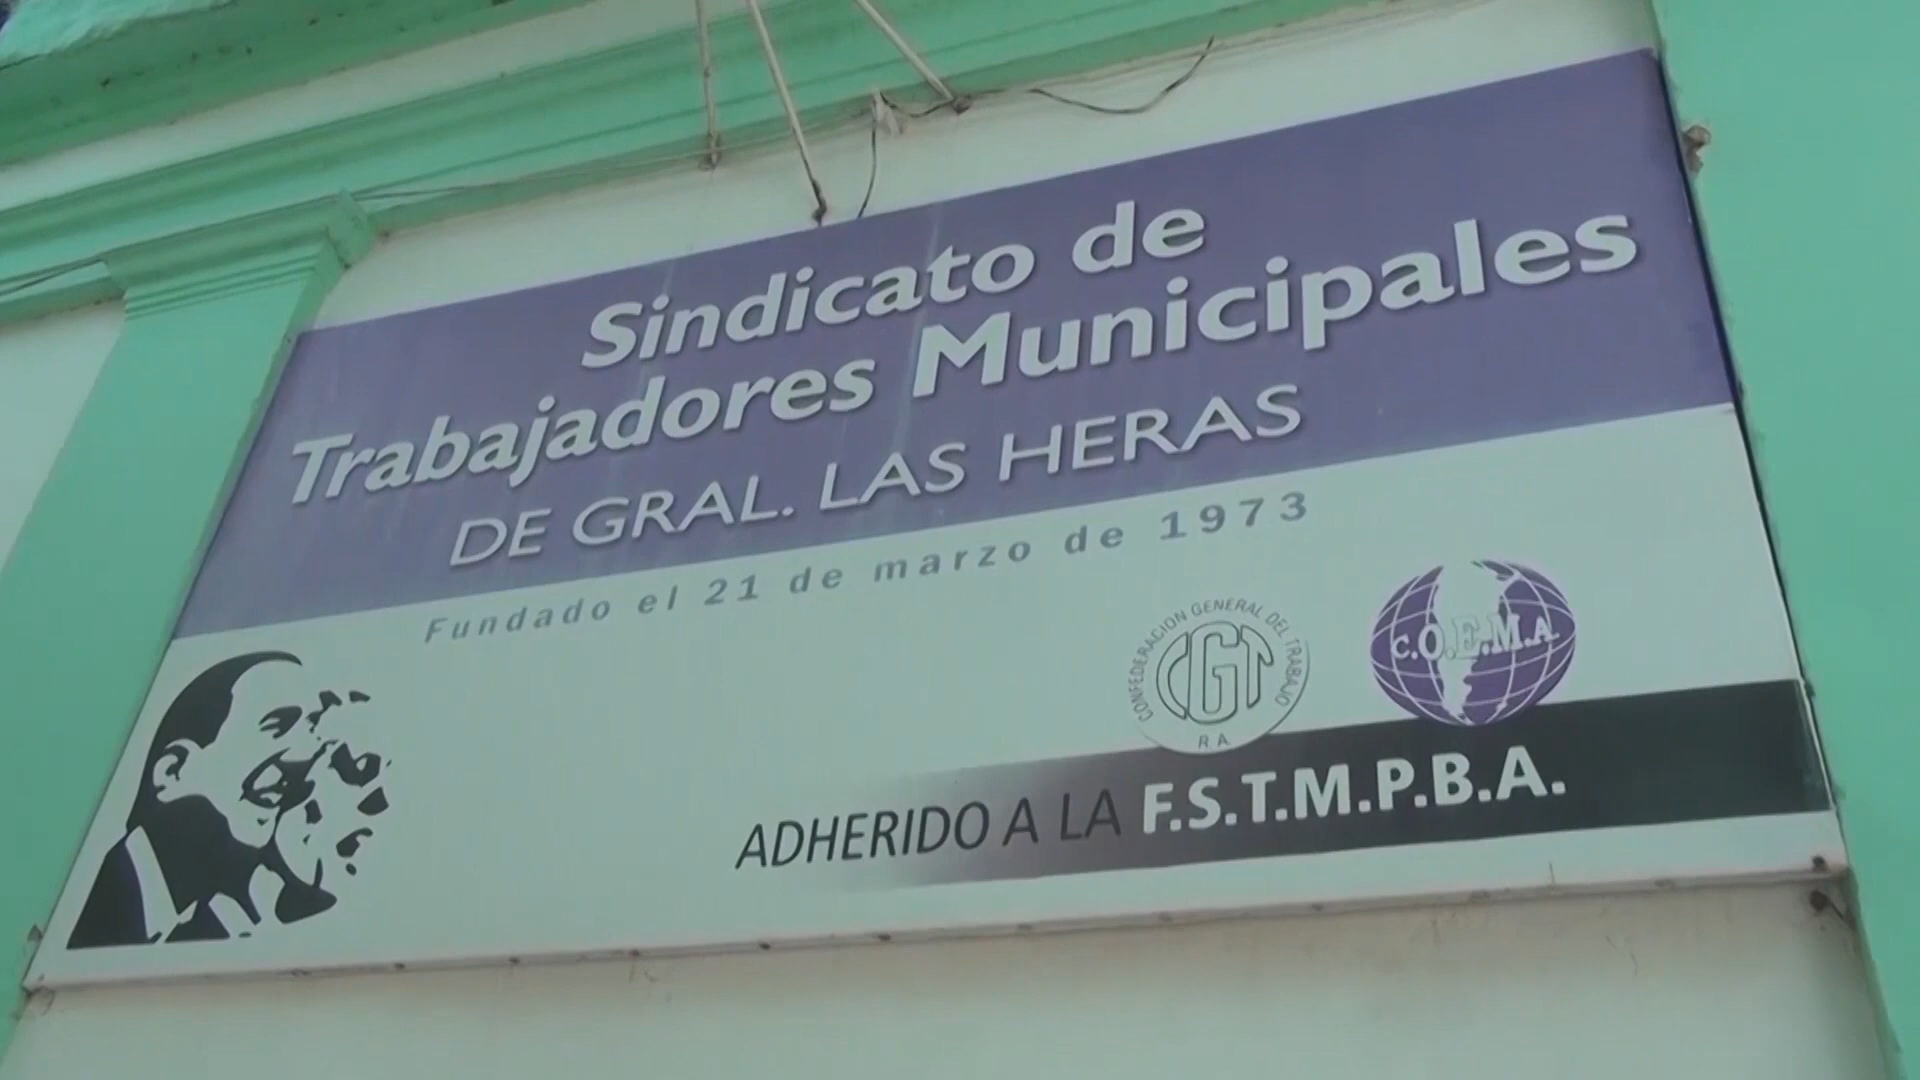 Sindicato de
Trabajadores Municipales
DE GRAL. LAS HERAS
Fundado el 21 de marzo de 1973
CONFEDERACION GENERAL DEL TRABAJO
CGT
R.A.
C.O.E.M.A
ADHERIDO A LA F.S.T.M.P.B.A.